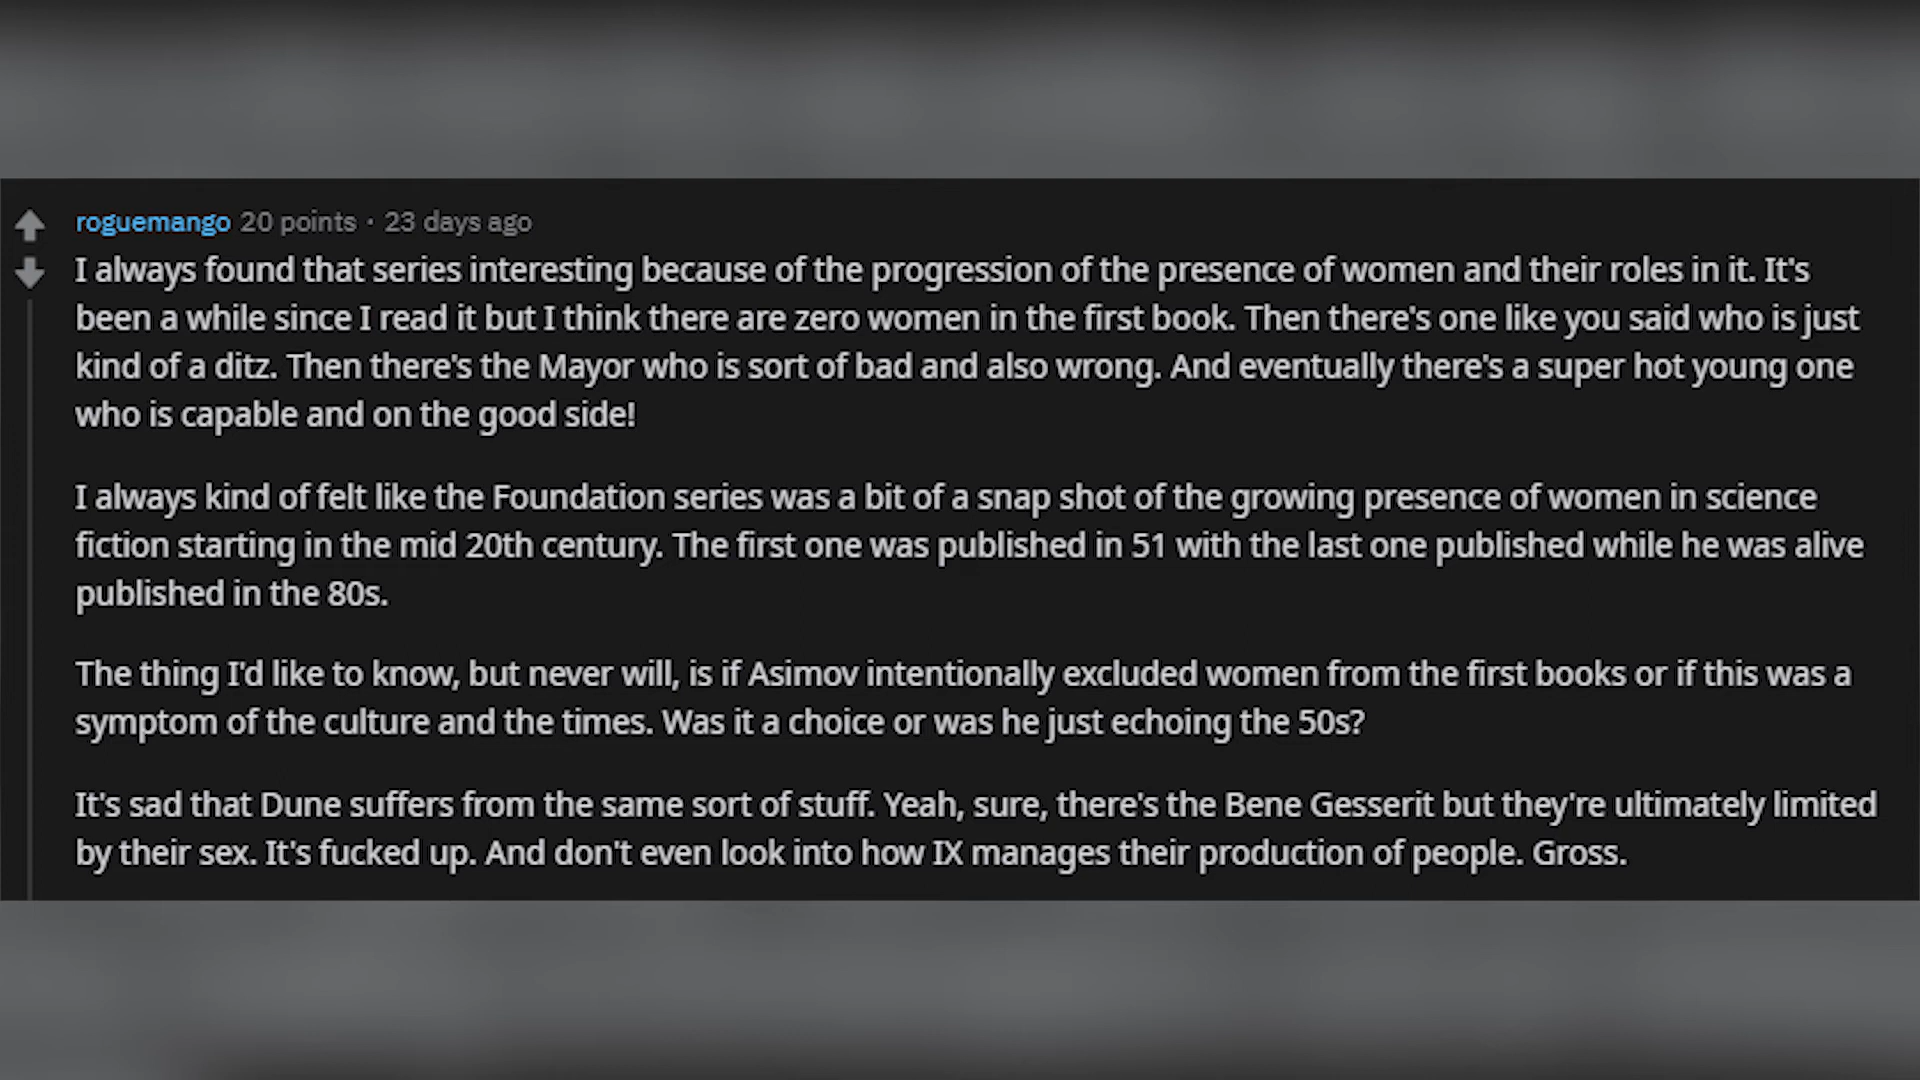 roguemango 20 points · 23 days ago
I always found that series interesting because of the progression of the presence of women and their roles in it. It's
been a while since I read it but I think there are zero women in the first book. Then there's one like you said who is just
kind of a ditz. Then there's the Mayor who is sort of bad and also wrong. And eventually there's a super hot young one
who is capable and on the good side!
I always kind of felt like the Foundation series was a bit of a snap shot of the growing presence of women in science
fiction starting in the mid 20th century. The first one was published in 51 with the last one published while he was alive
published in the 80s.
The thing I'd like to know, but never will, is if Asimov intentionally excluded women from the first books or if this was a
symptom of the culture and the times. Was it a choice or was he just echoing the 50s?
It's sad that Dune suffers from the same sort of stuff. Yeah, sure, there's the Bene Gesserit but they're ultimately limited
by their sex. It's fucked up. And don't even look into how IX manages their production of people. Gross.